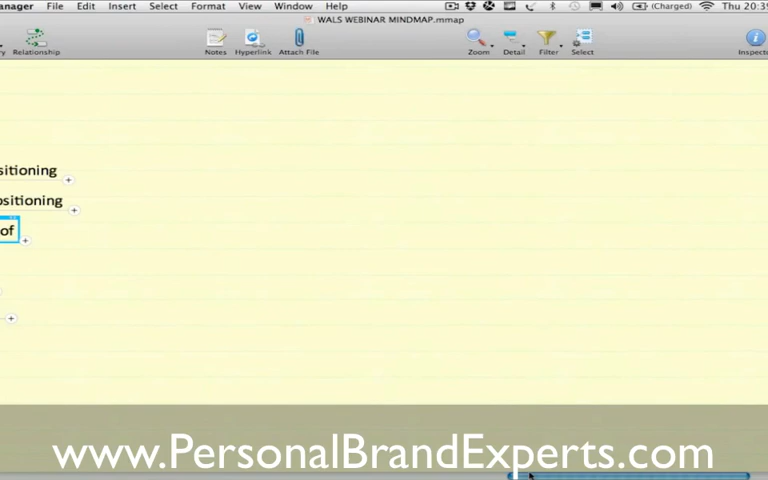 anager File Edit Insert Select Format View Window Help (Charged) Thu 20:39
WALS WEBINAR MINDMAP.mmap
y Relationship Notes Hyperlink Attach File Zoom Detail Filter Select Inspect
sitioning
ositioning
of
www.PersonalBrandExperts.com